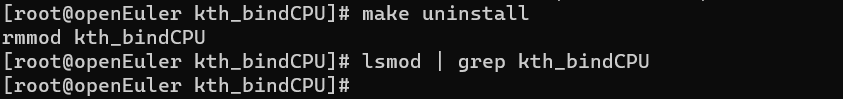 [root@openEuler kth_bindCPU]# make uninstall
rmmod kth_bindCPU
[root@openEuler kth_bindCPU]# lsmod | grep kth_bindCPU
[root@openEuler kth_bindCPU]#